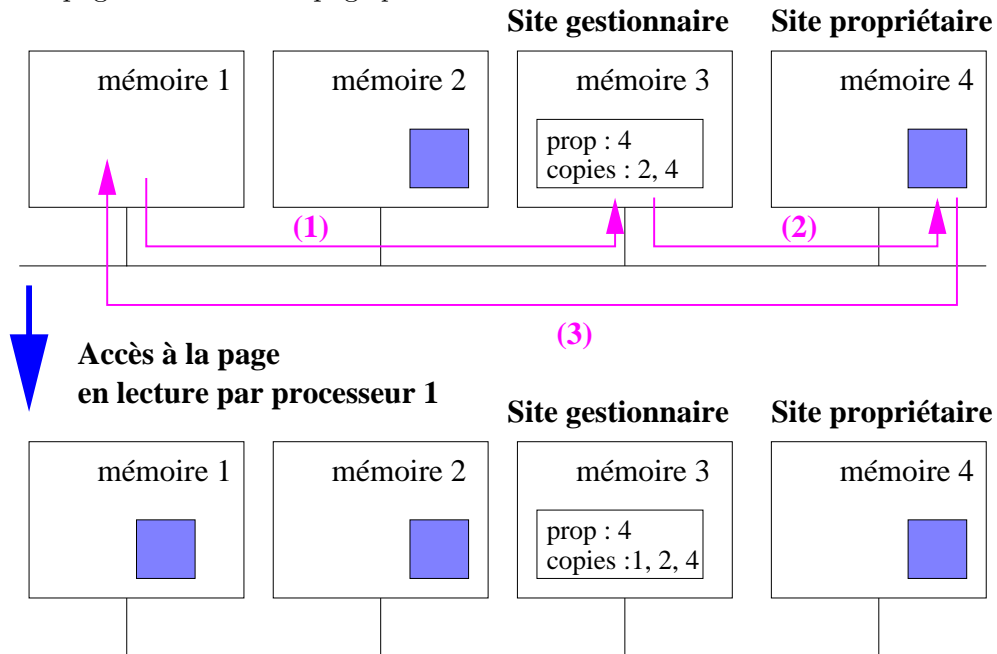 Site gestionnaire Site propriétaire
mémoire 1 mémoire 2 mémoire 3 mémoire 4
prop : 4
copies : 2, 4
(1) (2)
(3)
Accès à la page
en lecture par processeur 1
Site gestionnaire Site propriétaire
mémoire 1 mémoire 2 mémoire 3 mémoire 4
prop : 4
copies :1, 2, 4